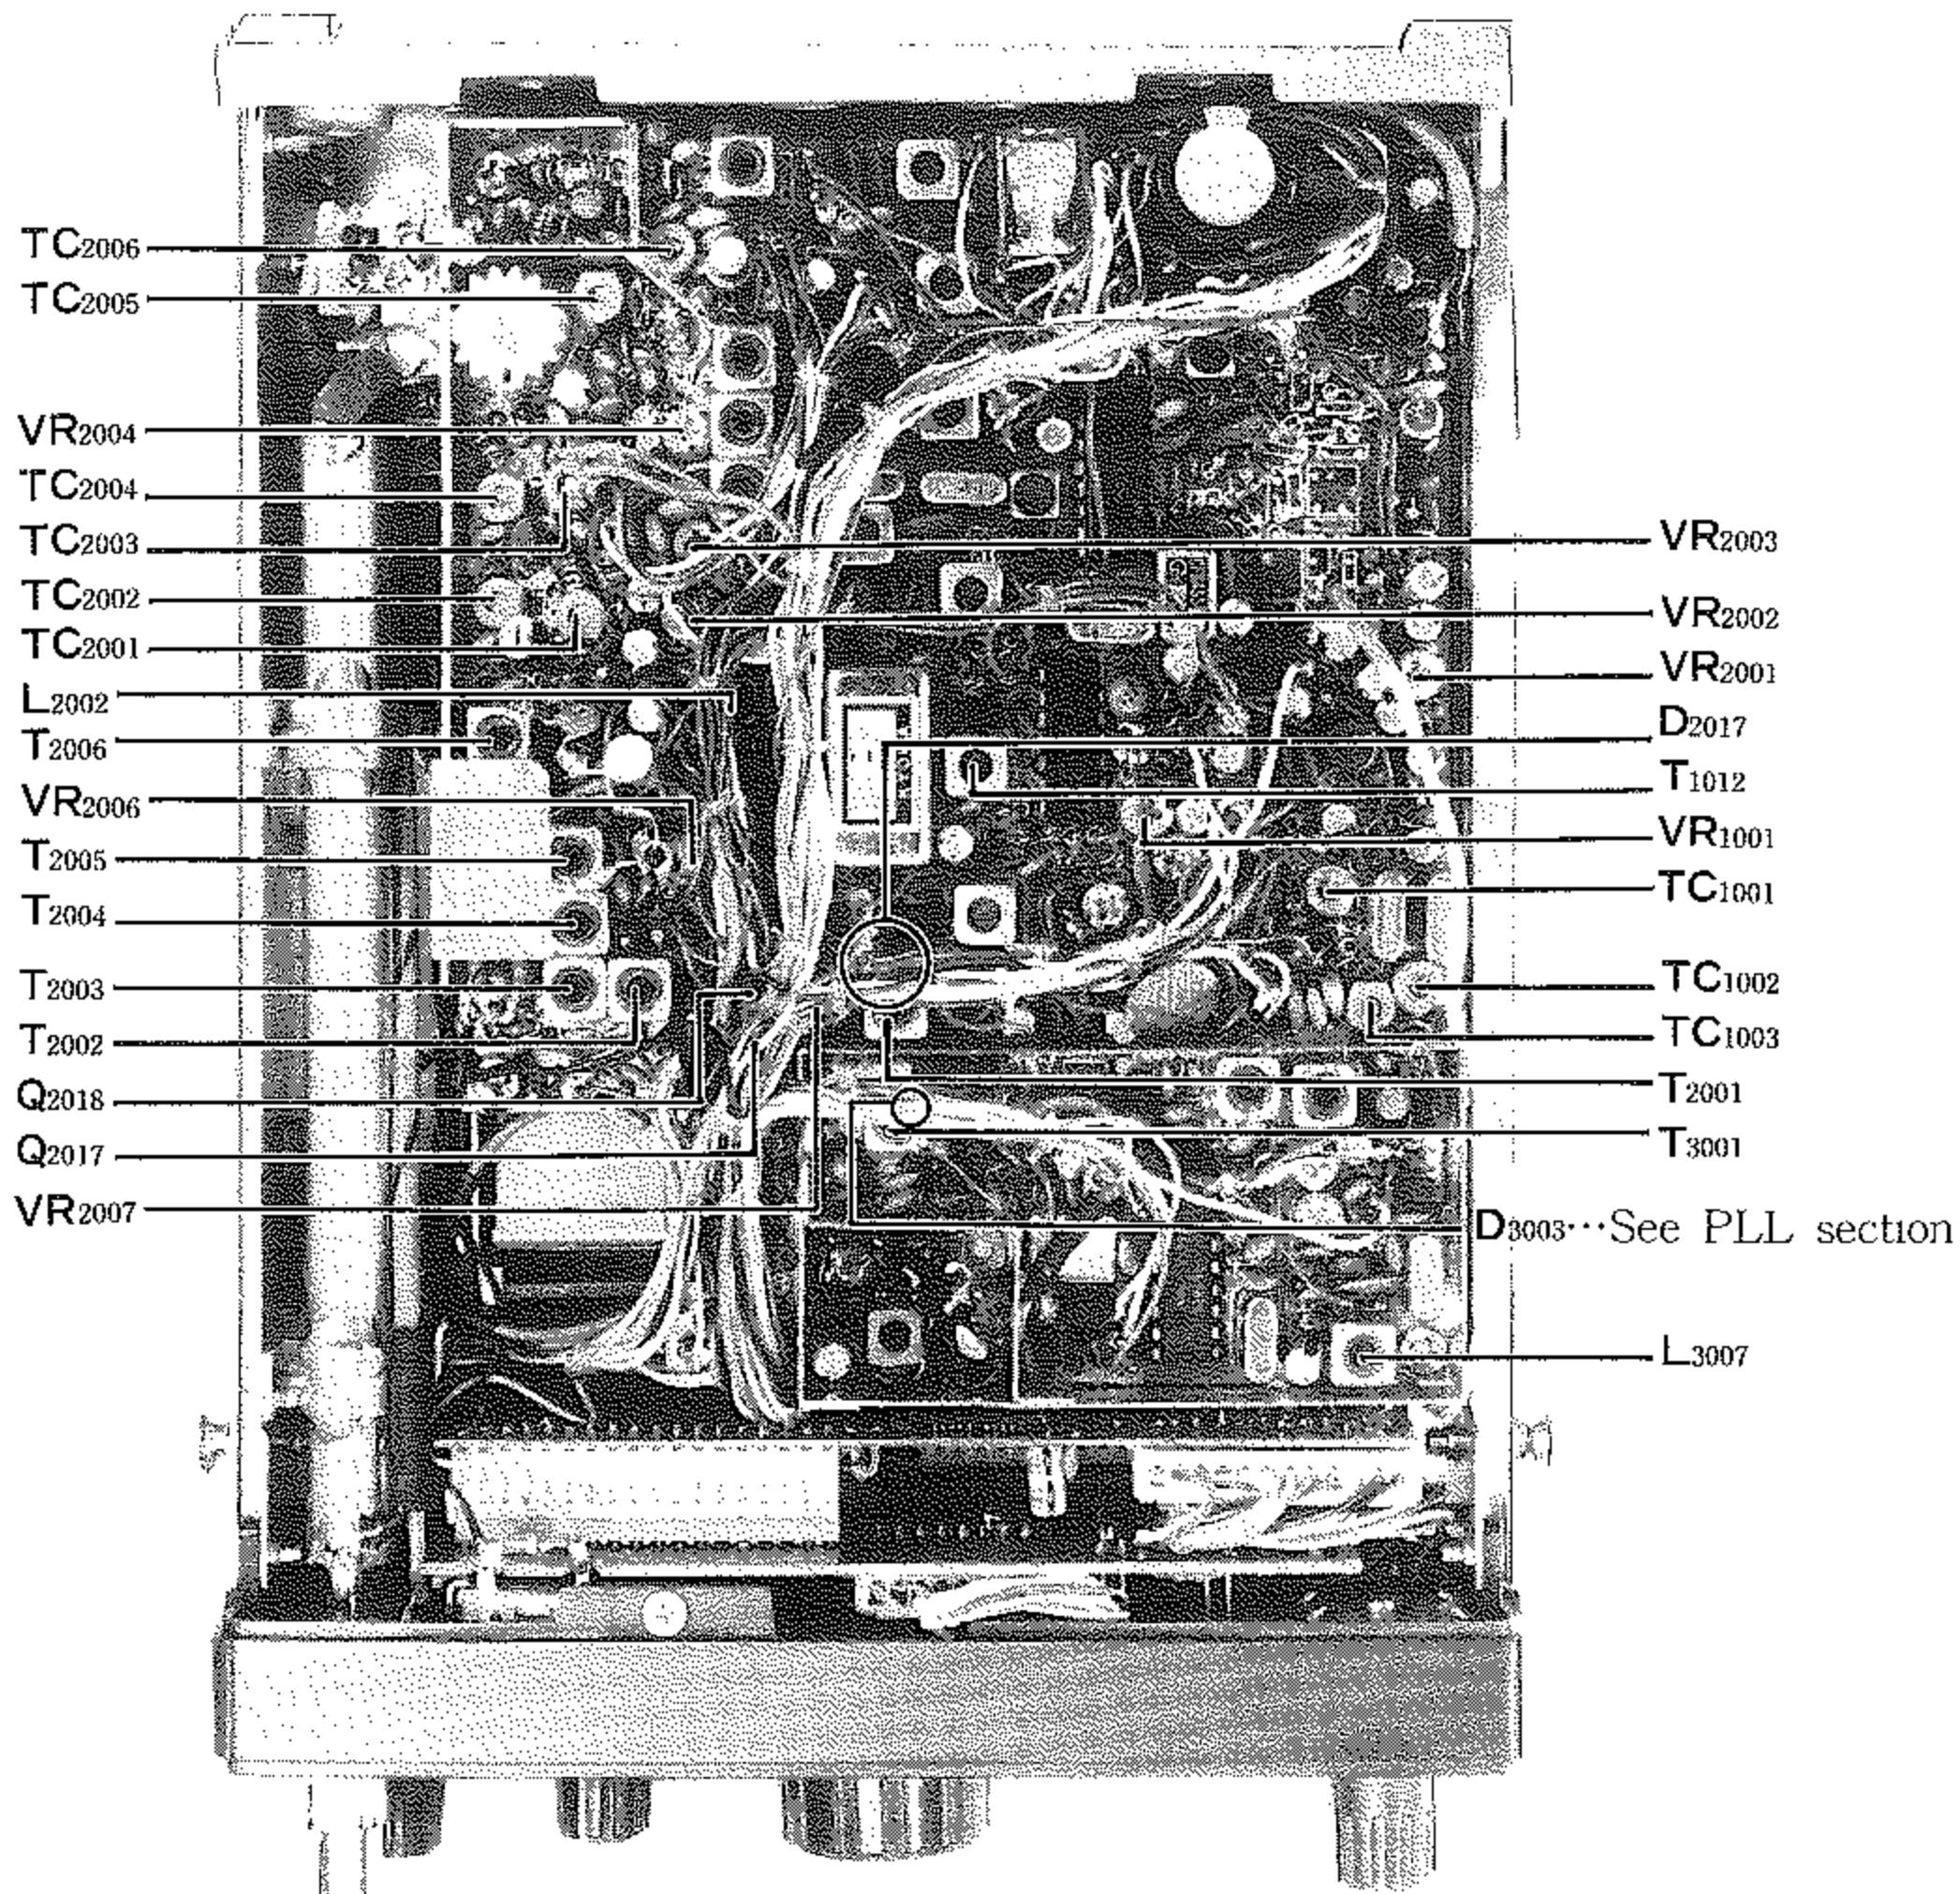 TC2006
TC2005
VR2004
TC2004
TC2003
TC2002
TC2001
L2002
T2006
VR2006
T2005
T2004
T2003
T2002
Q2018
Q2017
VR2007
VR2003
VR2002
VR2001
D2017
T1012
VR1001
TC1001
TC1002
TC1003
T2001
T3001
D3003···See PLL section
L3007